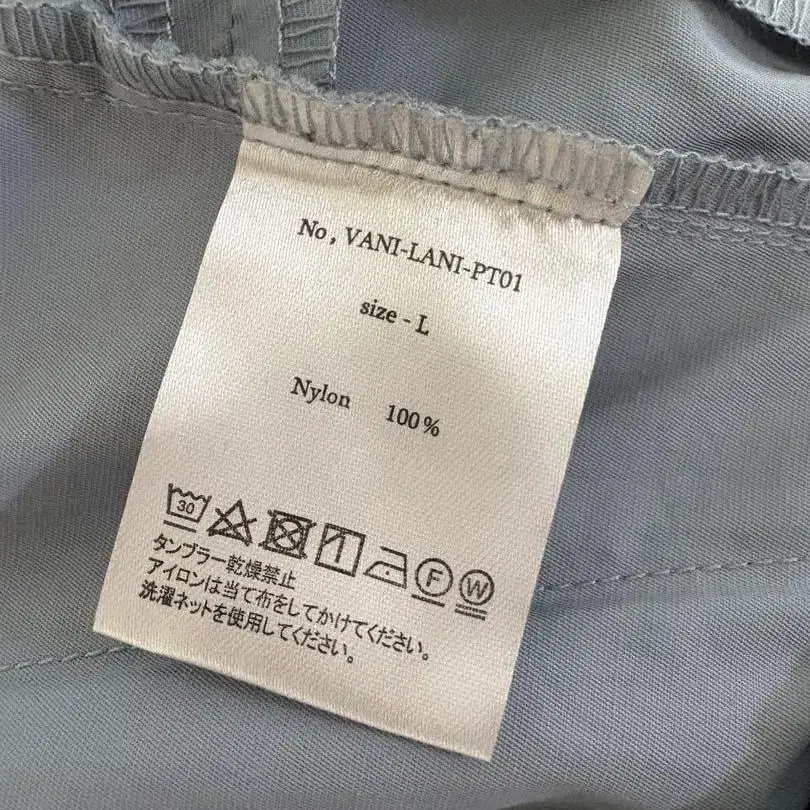 No, VANI-LANI-PT01
size - L
Nylon 100%
30 F W
タンブラー乾燥禁止
アイロンは当て布をしてかけてください。
洗濯ネットを使用してください。